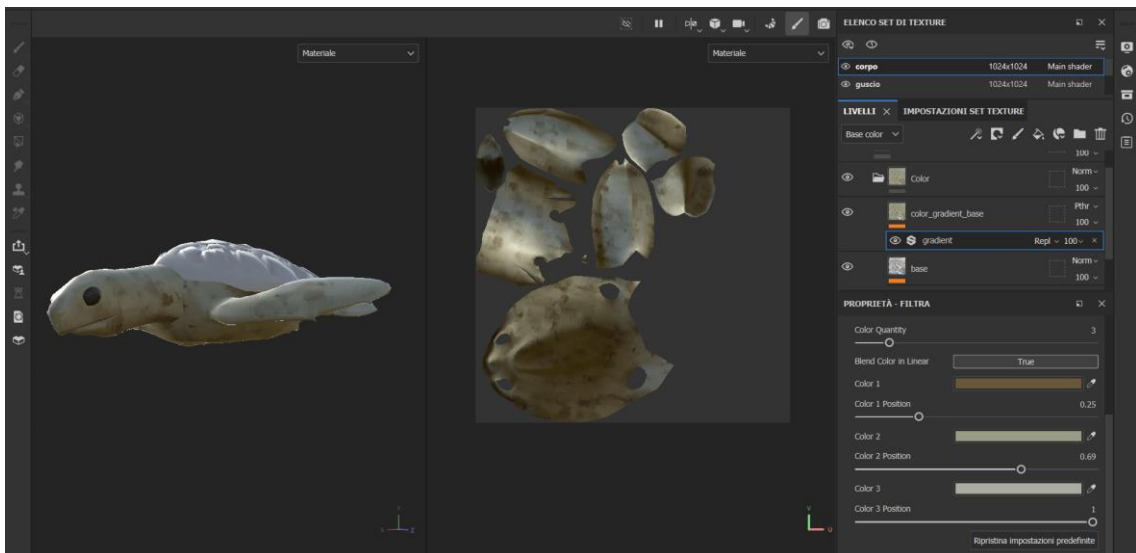 ELENCO SET DI TEXTURE
Materiale
Materiale
corpo 1024x1024 Main shader
guscio 1024x1024 Main shader
LIVELLI IMPOSTAZIONI SET TEXTURE
Base color
100
Norm
Color
100
Pthr
color_gradient_base
100
gradient Repl 100
Norm
base
100
PROPRIETÀ - FILTRA
Color Quantity 3
Blend Color in Linear True
Color 1
Color 1 Position 0.25
Color 2
Color 2 Position 0.69
Color 3
Color 3 Position 1
Ripristina impostazioni predefinite